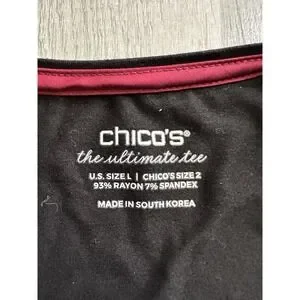 chico's®
the ultimate tee
U.S. SIZE L | CHICO'S SIZE 2
93% RAYON 7% SPANDEX
MADE IN SOUTH KOREA